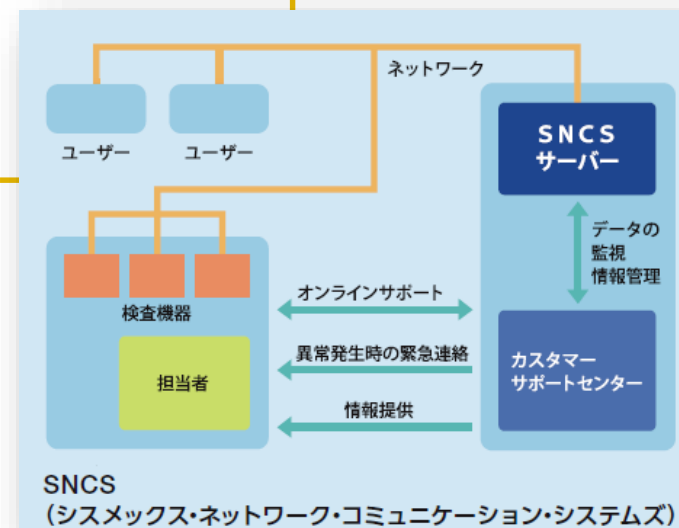 ネットワーク
ユーザー
ユーザー
SNCS
サーバー
データの
監視
情報管理
検査機器
オンラインサポート
担当者
異常発生時の緊急連絡
カスタマー
サポートセンター
情報提供
SNCS
（シスメックス・ネットワーク・コミュニケーション・システムズ）